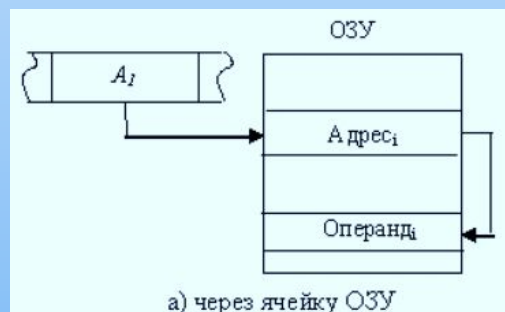 ОЗУ
A1
Адресi
Операндi
а) через ячейку ОЗУ